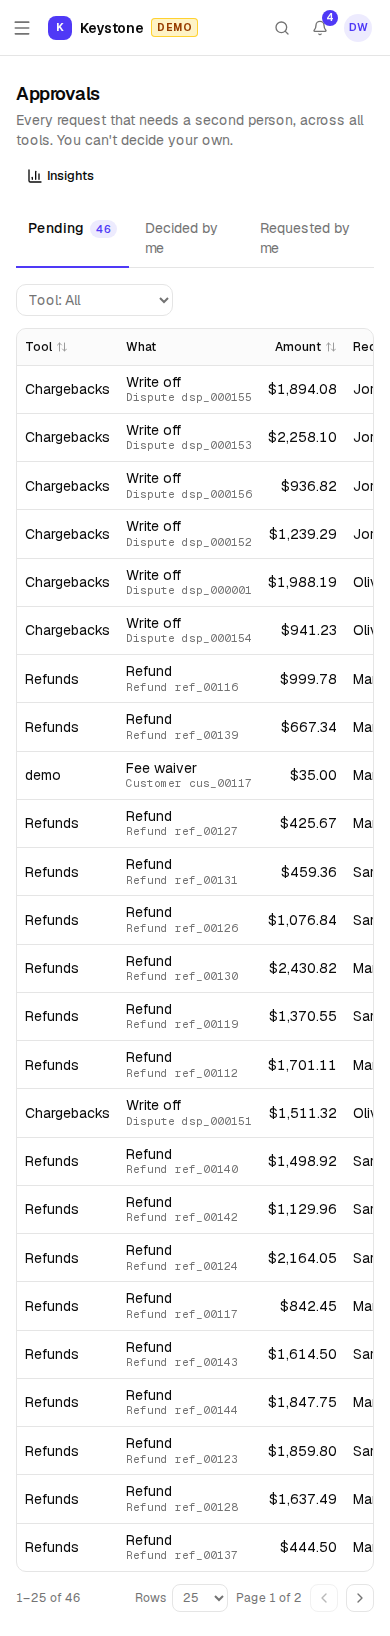 K Keystone DEMO 4 DW
Approvals
Every request that needs a second person, across all
tools. You can't decide your own.
Insights
Pending 46 Decided by me Requested by me
Tool: All
Tool What Amount
Chargebacks Write off $1,894.08
Dispute dsp_000155
Chargebacks Write off $2,258.10
Dispute dsp_000153
Chargebacks Write off $936.82
Dispute dsp_000156
Chargebacks Write off $1,239.29
Dispute dsp_000152
Chargebacks Write off $1,988.19
Dispute dsp_000001
Chargebacks Write off $941.23
Dispute dsp_000154
Refunds Refund $999.78
Refund ref_00116
Refunds Refund $667.34
Refund ref_00139
demo Fee waiver $35.00
Customer cus_00117
Refunds Refund $425.67
Refund ref_00127
Refunds Refund $459.36
Refund ref_00131
Refunds Refund $1,076.84
Refund ref_00126
Refunds Refund $2,430.82
Refund ref_00130
Refunds Refund $1,370.55
Refund ref_00119
Refunds Refund $1,701.11
Refund ref_00112
Chargebacks Write off $1,511.32
Dispute dsp_000151
Refunds Refund $1,498.92
Refund ref_00140
Refunds Refund $1,129.96
Refund ref_00142
Refunds Refund $2,164.05
Refund ref_00124
Refunds Refund $842.45
Refund ref_00117
Refunds Refund $1,614.50
Refund ref_00143
Refunds Refund $1,847.75
Refund ref_00144
Refunds Refund $1,859.80
Refund ref_00123
Refunds Refund $1,637.49
Refund ref_00128
Refunds Refund $444.50
Refund ref_00137
1–25 of 46 Rows 25 Page 1 of 2